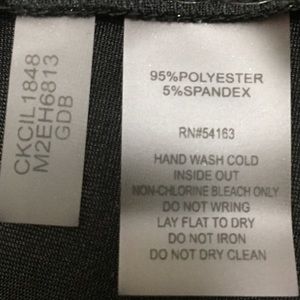 CKCIL1848
M2EH6813
GDB
95%POLYESTER
5%SPANDEX
RN#54163
HAND WASH COLD
INSIDE OUT
NON-CHLORINE BLEACH ONLY
DO NOT WRING
LAY FLAT TO DRY
DO NOT IRON
DO NOT DRY CLEAN